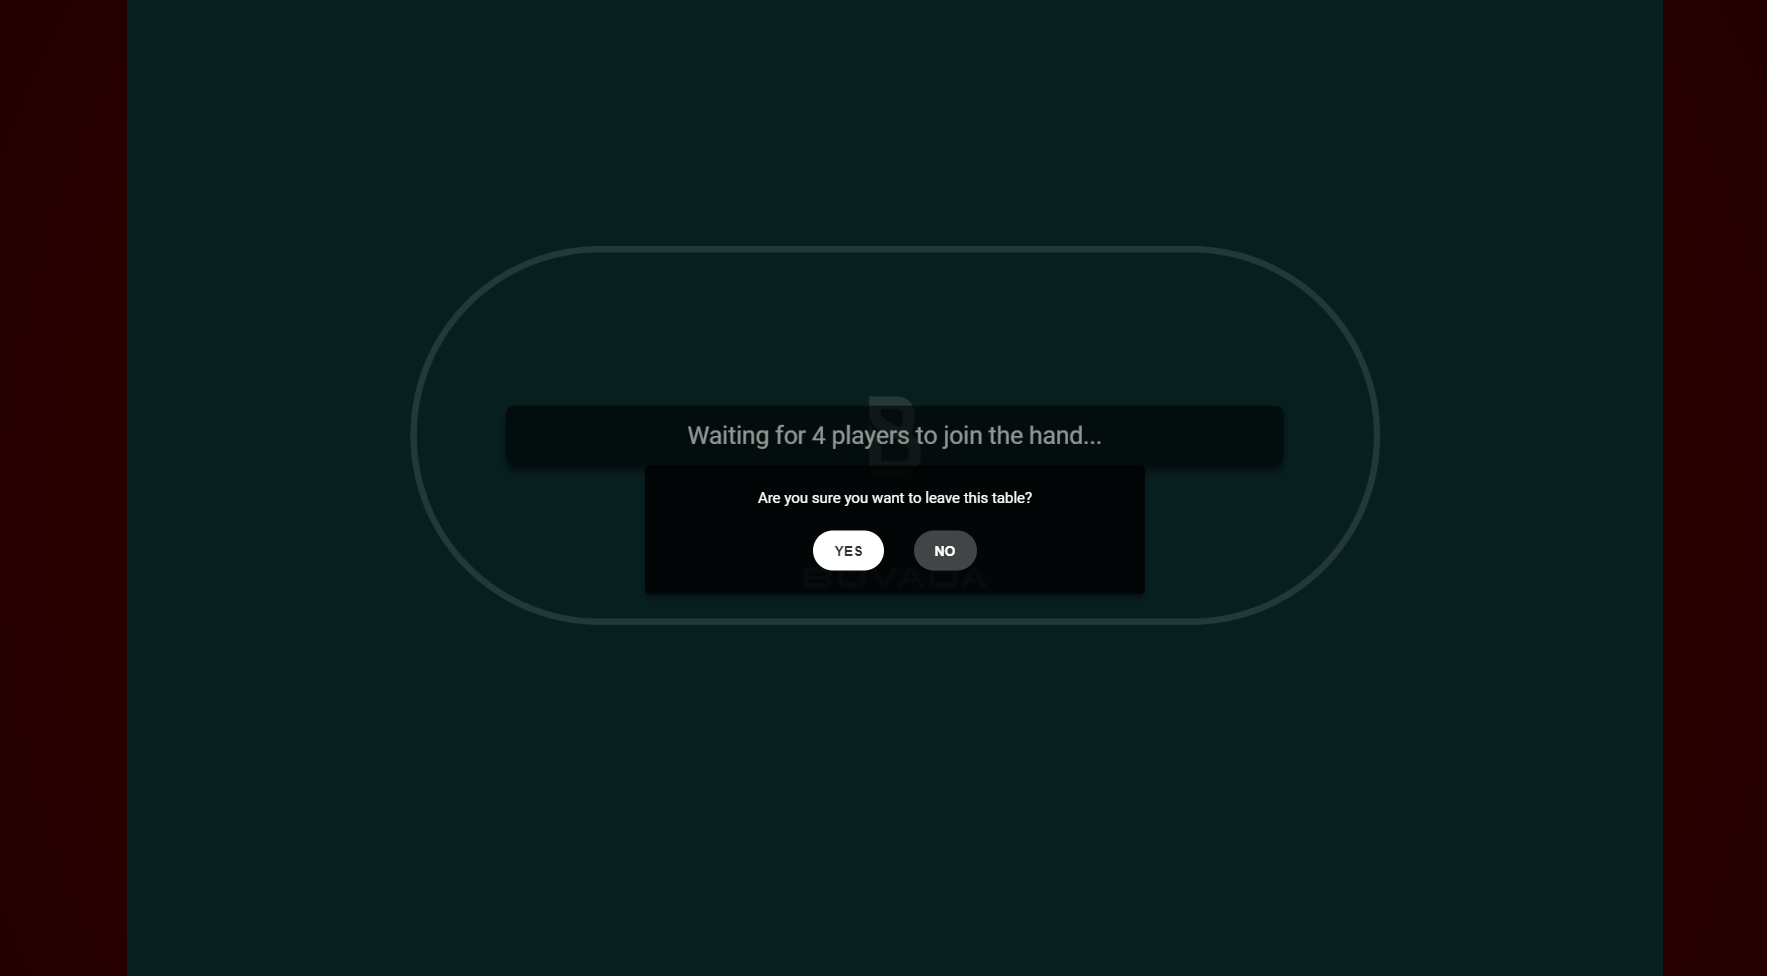 Waiting for 4 players to join the hand...
Are you sure you want to leave this table?
YES NO
BOVADA